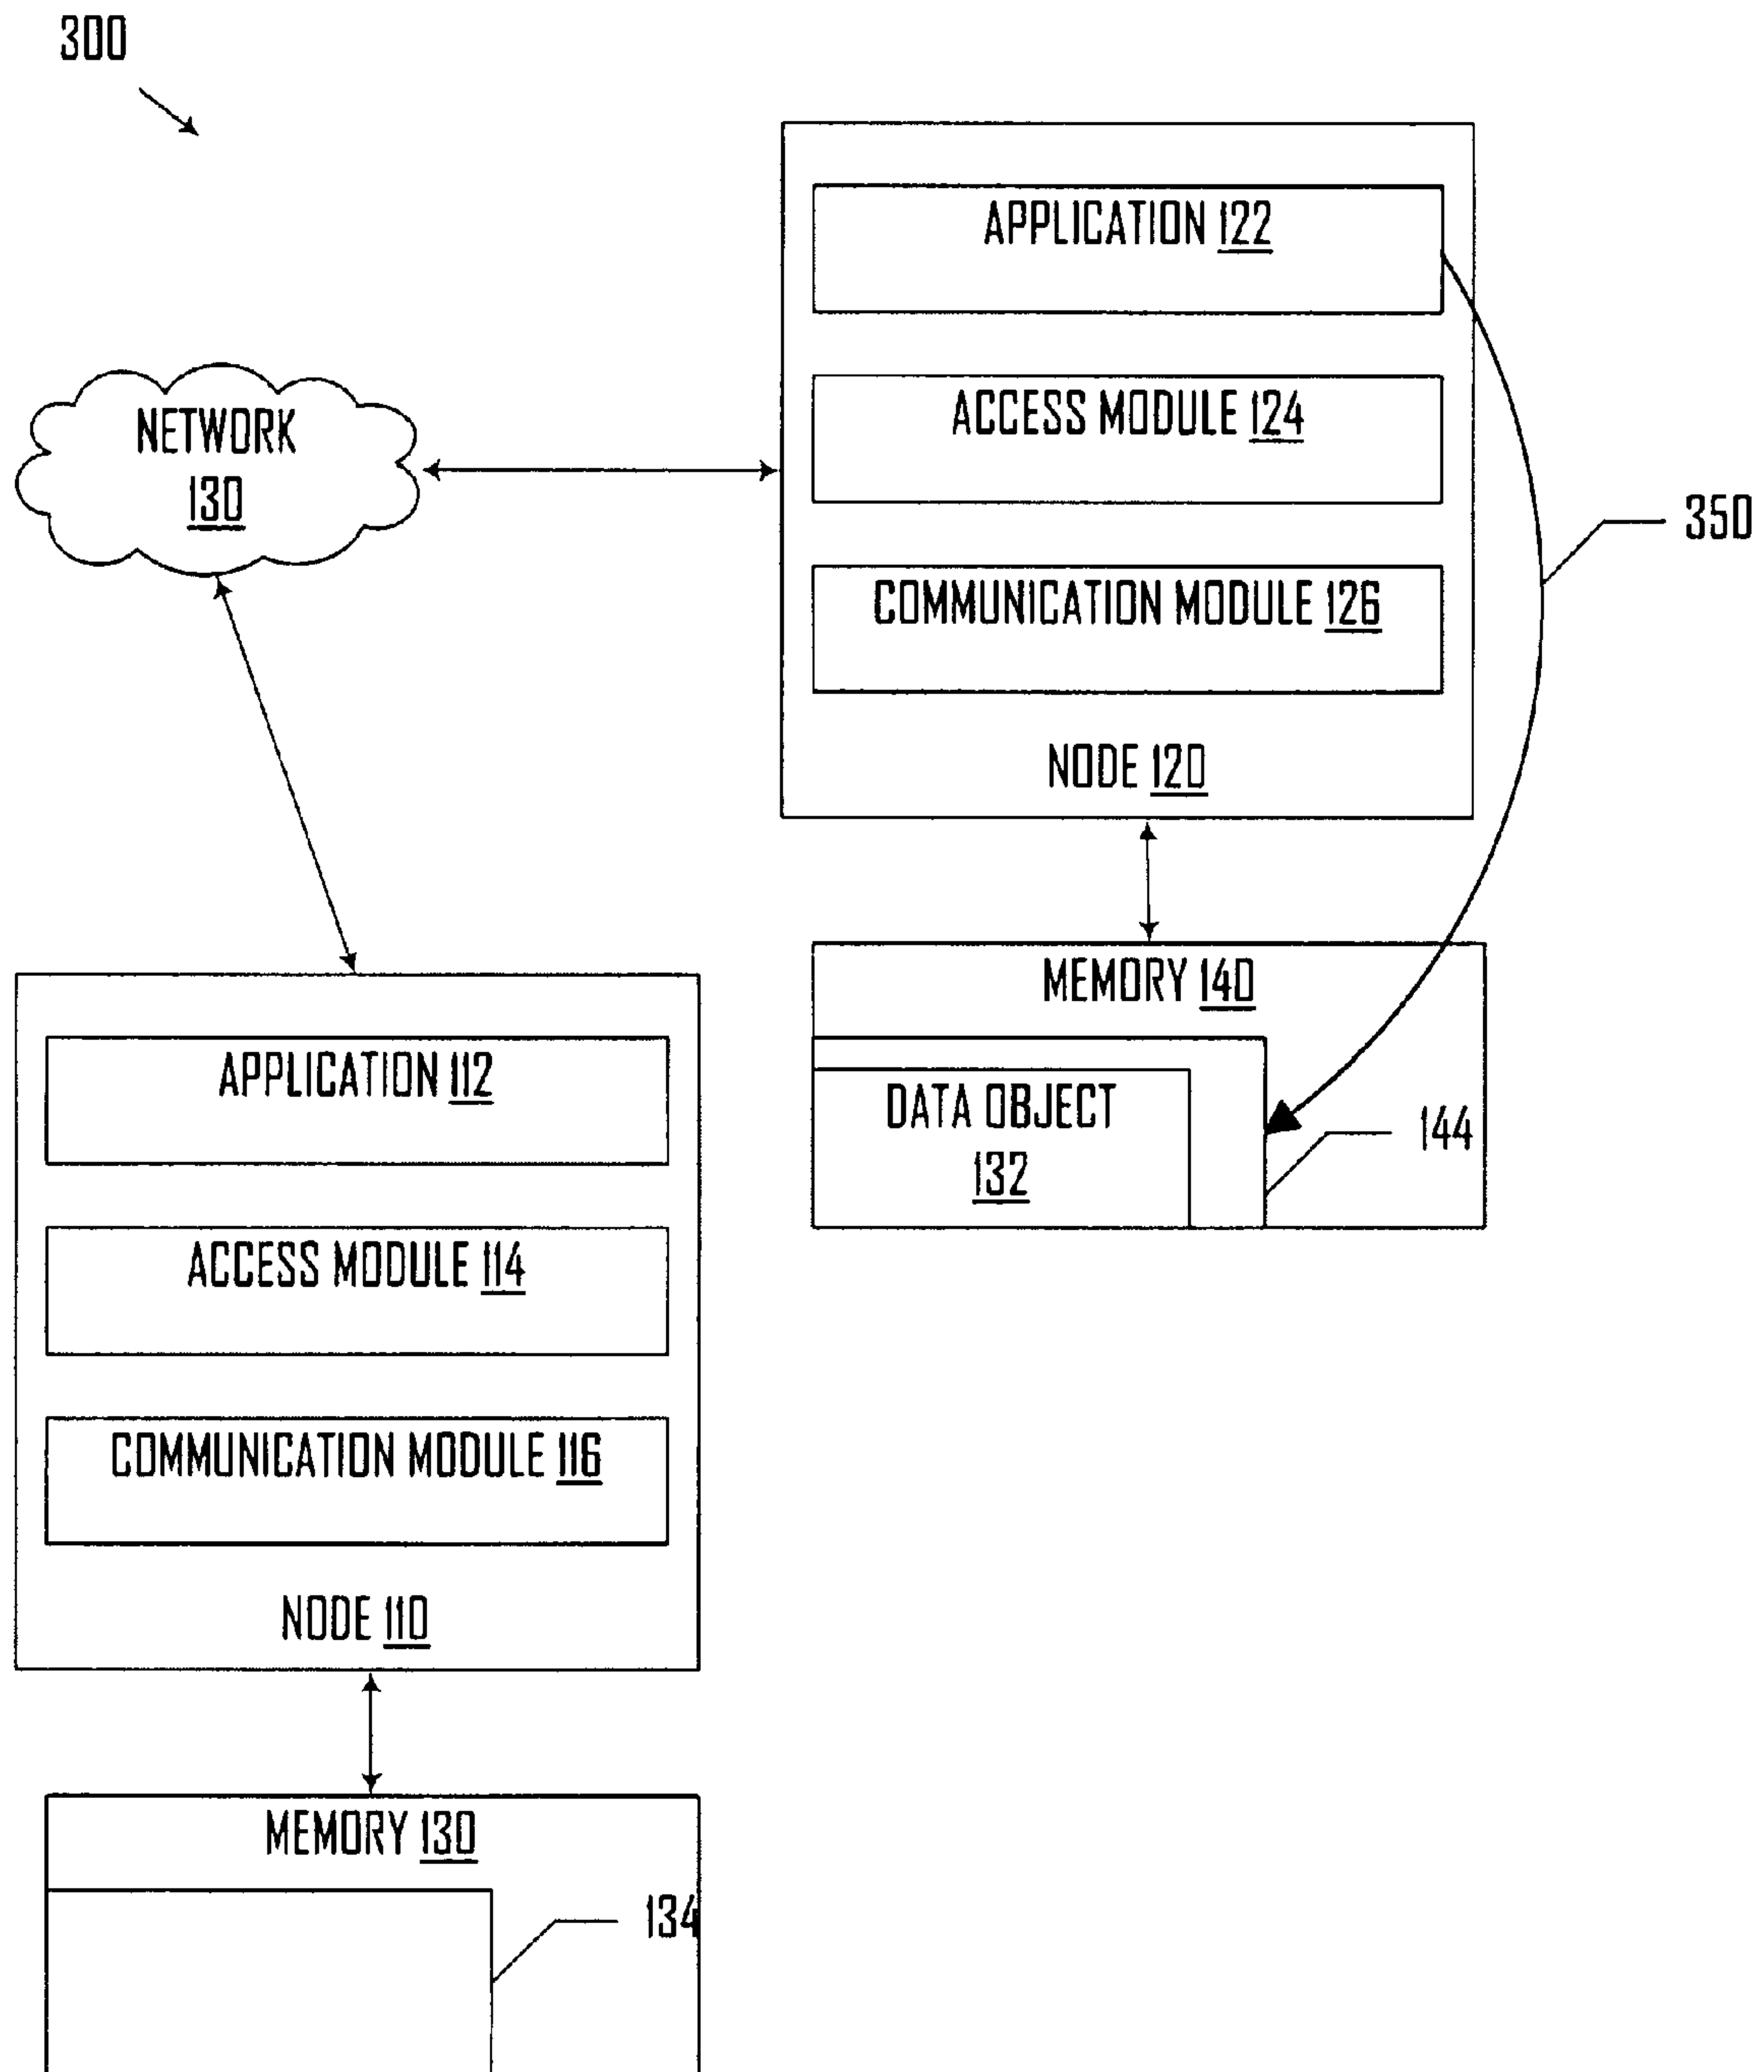 300
APPLICATION 122
ACCESS MODULE 124
NETWORK
130
350
COMMUNICATION MODULE 126
NODE 120
MEMORY 140
APPLICATION 112
DATA OBJECT
132
144
ACCESS MODULE 114
COMMUNICATION MODULE 116
NODE 110
MEMORY 130
134